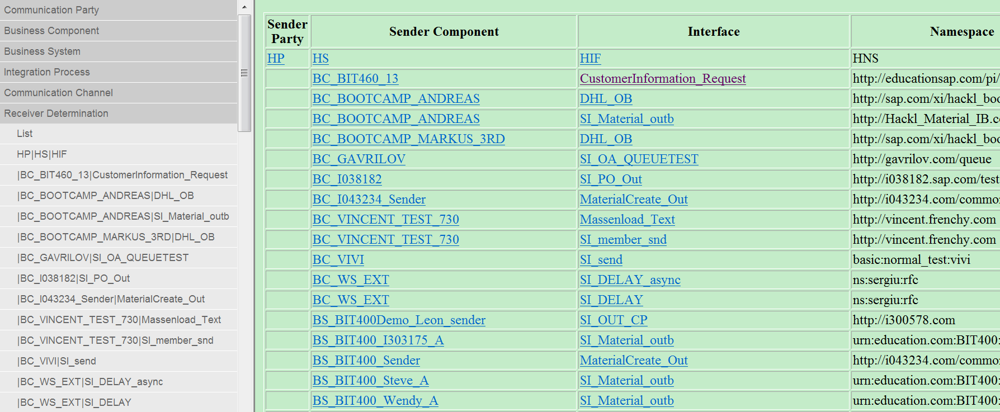 Communication Party
Business Component
Business System
Integration Process
Communication Channel
Receiver Determination
List
HP|HS|HIF
|BC_BIT460_13|CustomerInformation_Request
|BC_BOOTCAMP_ANDREAS|DHL_OB
|BC_BOOTCAMP_ANDREAS|SI_Material_outb
|BC_BOOTCAMP_MARKUS_3RD|DHL_OB
|BC_GAVRILOV|SI_OA_QUEUETEST
|BC_I038182|SI_PO_Out
|BC_I043234_Sender|MaterialCreate_Out
|BC_VINCENT_TEST_730|Massenload_Text
|BC_VINCENT_TEST_730|SI_member_snd
|BC_VIVI|SI_send
|BC_WS_EXT|SI_DELAY_async
|BC_WS_EXT|SI_DELAY
Sender Party Sender Component Interface Namespace
HP HS HIF HNS
BC_BIT460_13 CustomerInformation_Request http://educationsap.com/pi/
BC_BOOTCAMP_ANDREAS DHL_OB http://sap.com/xi/hackl_boo
BC_BOOTCAMP_ANDREAS SI_Material_outb http://Hackl_Material_IB.c
BC_BOOTCAMP_MARKUS_3RD DHL_OB http://sap.com/xi/hackl_boo
BC_GAVRILOV SI_OA_QUEUETEST http://gavrilov.com/queue
BC_I038182 SI_PO_Out http://i038182.sap.com/test
BC_I043234_Sender MaterialCreate_Out http://i043234.com/commo
BC_VINCENT_TEST_730 Massenload_Text http://vincent.frenchy.com
BC_VINCENT_TEST_730 SI_member_snd http://vincent.frenchy.com
BC_VIVI SI_send basic:normal_test:vivi
BC_WS_EXT SI_DELAY_async ns:sergiu:rfc
BC_WS_EXT SI_DELAY ns:sergiu:rfc
BS_BIT400Demo_Leon_sender SI_OUT_CP http://i300578.com
BS_BIT400_I303175_A SI_Material_outb urn:education.com:BIT400:
BS_BIT400_Sender MaterialCreate_Out http://i043234.com/commo
BS_BIT400_Steve_A SI_Material_outb urn:education.com:BIT400:
BS_BIT400_Wendy_A SI_Material_outb urn:education.com:BIT400: